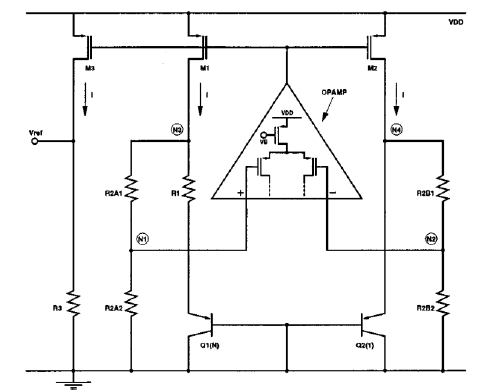 VDD
M3
M1
M2
I
I
I
OPAMP
VDD
VB
Vref
N3
N4
R2A1
R1
+
−
R2B1
N1
N2
R3
R2A2
R2B2
Q1(N)
Q2(1)